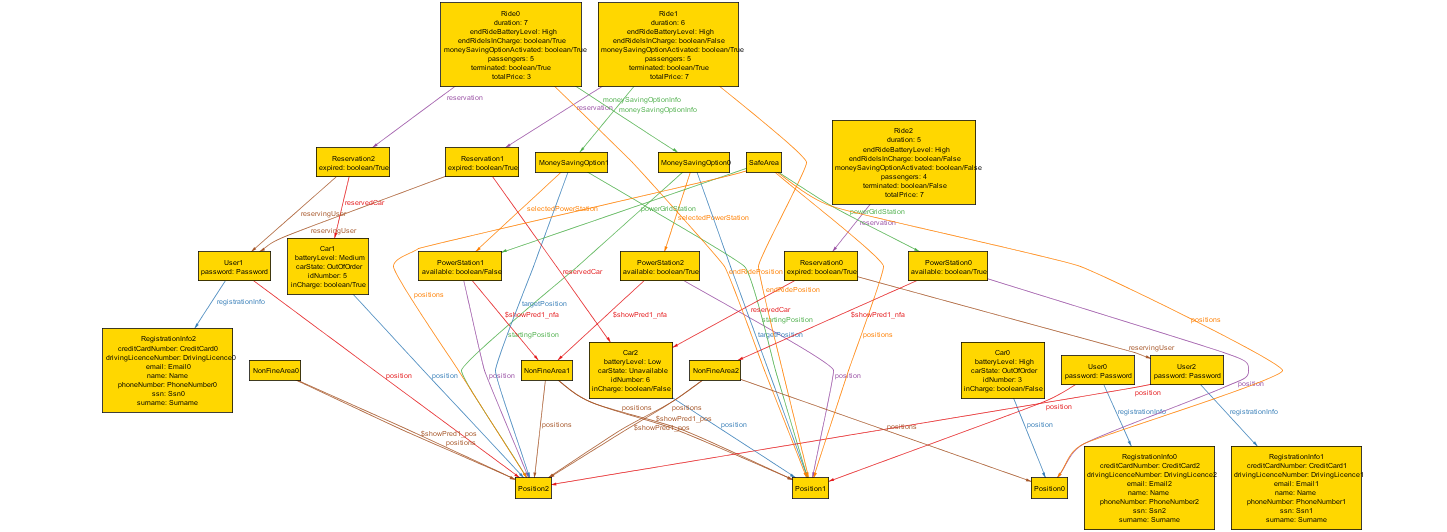 Ride0
duration: 7
endRideBatteryLevel: High
endRideIsInCharge: boolean/True
moneySavingOptionActivated: boolean/True
passengers: 5
terminated: boolean/True
totalPrice: 3
Ride1
duration: 6
endRideBatteryLevel: High
endRideIsInCharge: boolean/False
moneySavingOptionActivated: boolean/True
passengers: 5
terminated: boolean/True
totalPrice: 7
reservation
moneySavingOptionInfo
reservation
moneySavingOptionInfo
Ride2
duration: 5
endRideBatteryLevel: High
endRideIsInCharge: boolean/False
moneySavingOptionActivated: boolean/False
passengers: 4
terminated: boolean/False
totalPrice: 7
Reservation2
expired: boolean/True
Reservation1
expired: boolean/True
MoneySavingOption1
MoneySavingOption0
SafeArea
reservingUser
reservedCar
reservingUser
selectedPowerStation
powerGridStation
selectedPowerStation
powerGridStation
reservation
User1
password: Password
Car1
batteryLevel: Medium
carState: OutOfOrder
idNumber: 5
inCharge: boolean/True
PowerStation1
available: boolean/False
PowerStation2
available: boolean/True
Reservation0
expired: boolean/True
PowerStation0
available: boolean/True
reservedCar
endRidePosition
endRidePosition
registrationInfo
positions
targetPosition
$showPred1_nfa
$showPred1_nfa
reservedCar
$showPred1_nfa
startingPosition
startingPosition
targetPosition
positions
positions
reservingUser
RegistrationInfo2
creditCardNumber: CreditCard0
drivingLicenceNumber: DrivingLicence0
email: Email0
name: Name
phoneNumber: PhoneNumber0
ssn: Ssn0
surname: Surname
NonFineArea0
position
position
position
NonFineArea1
Car2
batteryLevel: Low
carState: Unavailable
idNumber: 6
inCharge: boolean/False
NonFineArea2
position
Car0
batteryLevel: High
carState: OutOfOrder
idNumber: 3
inCharge: boolean/False
User0
password: Password
User2
password: Password
position
position
position
$showPred1_pos
positions
positions
positions
positions
$showPred1_pos
$showPred1_pos
position
positions
position
registrationInfo
registrationInfo
Position2
Position1
Position0
RegistrationInfo0
creditCardNumber: CreditCard2
drivingLicenceNumber: DrivingLicence2
email: Email2
name: Name
phoneNumber: PhoneNumber2
ssn: Ssn2
surname: Surname
RegistrationInfo1
creditCardNumber: CreditCard1
drivingLicenceNumber: DrivingLicence1
email: Email1
name: Name
phoneNumber: PhoneNumber1
ssn: Ssn1
surname: Surname